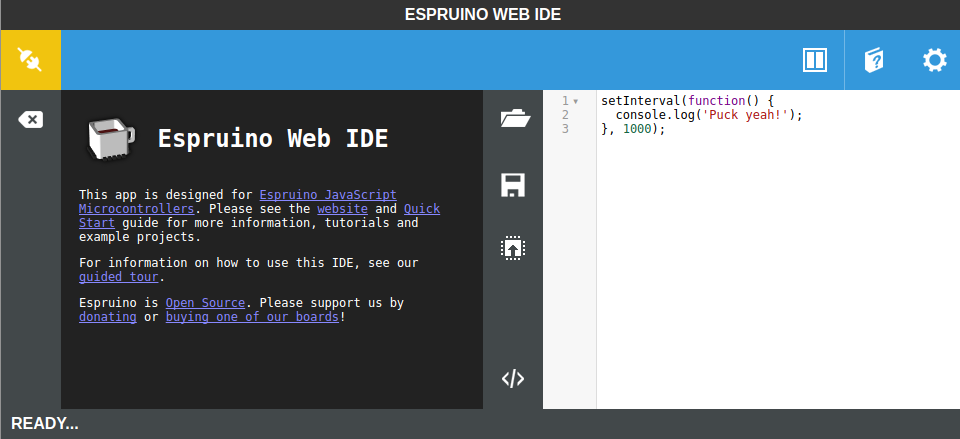 ESPRUINO WEB IDE
Espruino Web IDE
This app is designed for Espruino JavaScript
Microcontrollers. Please see the website and Quick
Start guide for more information, tutorials and
example projects.
For information on how to use this IDE, see our
guided tour.
Espruino is Open Source. Please support us by
donating or buying one of our boards!
1 setInterval(function() {
2   console.log('Puck yeah!');
3 }, 1000);
READY...